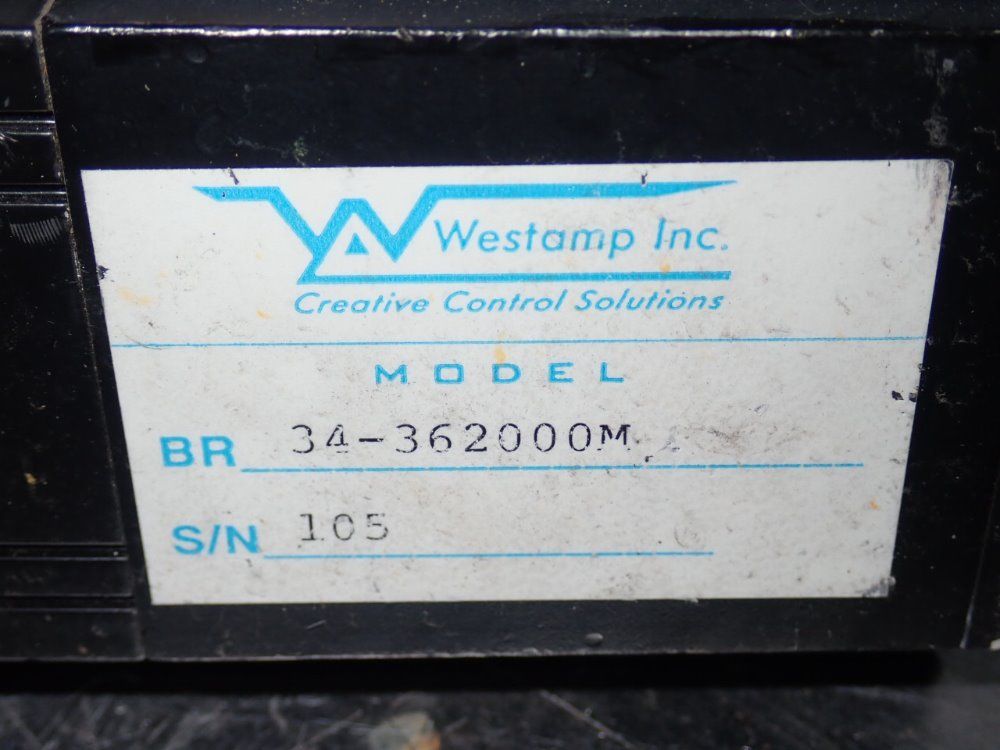 Westamp Inc.
Creative Control Solutions
MODEL
BR 34-362000M
S/N 105